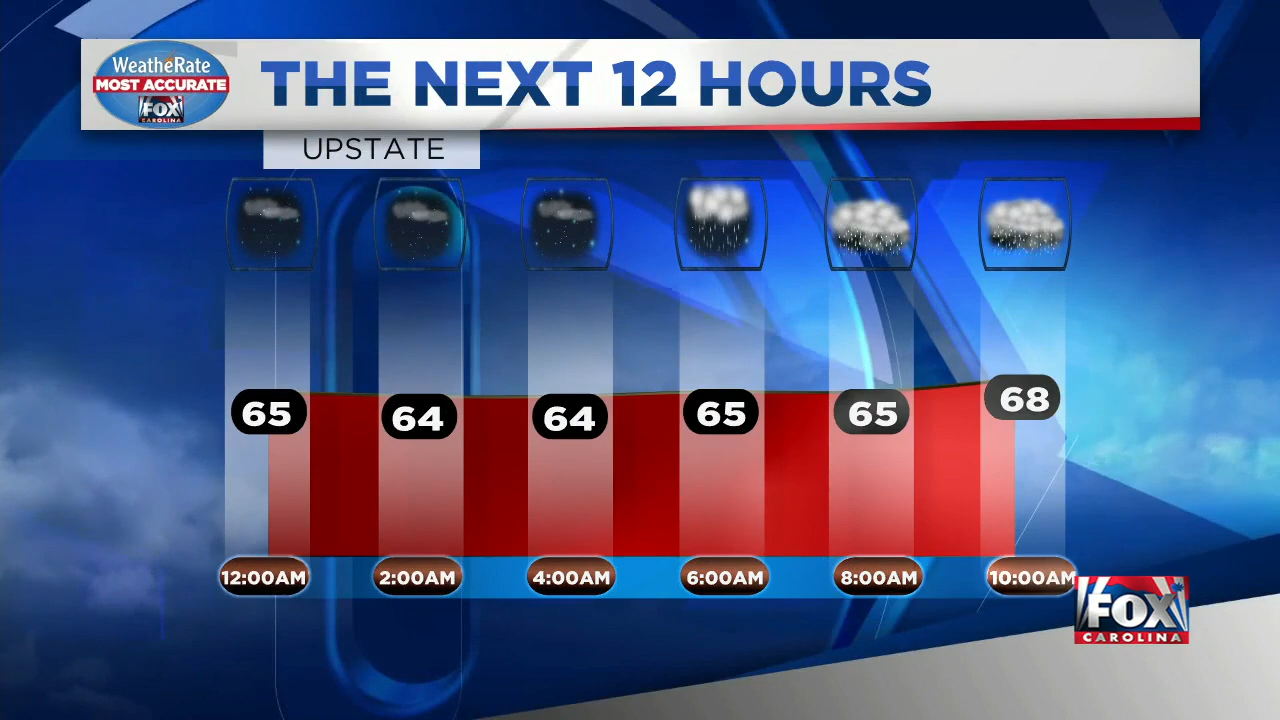 WeatheRate
MOST ACCURATE
FOX
CAROLINA
THE NEXT 12 HOURS
UPSTATE
65
64
64
65
65
68
12:00AM
2:00AM
4:00AM
6:00AM
8:00AM
10:00AM
FOX
CAROLINA